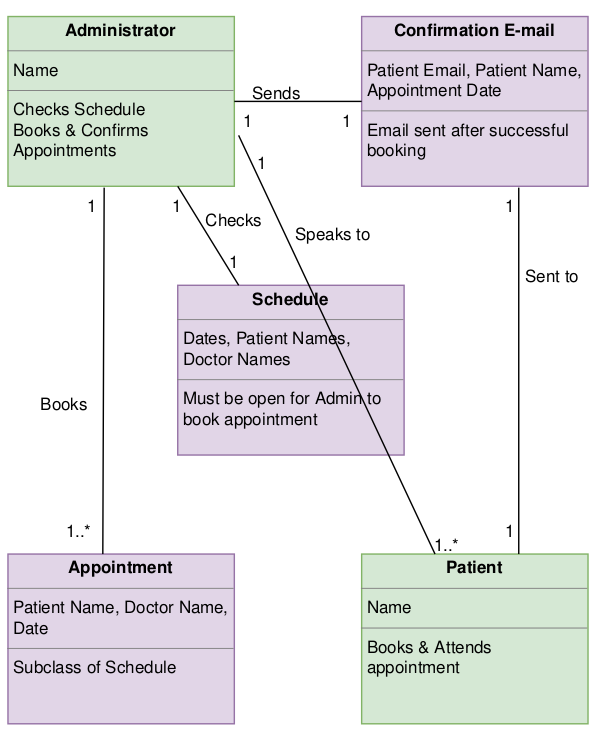 Administrator
Name
Checks Schedule
Books & Confirms
Appointments
Confirmation E-mail
Patient Email, Patient Name,
Appointment Date
Email sent after successful
booking
Sends
1
1
1
1
1
1
Checks
Speaks to
Sent to
1
Schedule
Dates, Patient Names,
Doctor Names
Must be open for Admin to
book appointment
Books
1..*
1..*
1
Appointment
Patient Name, Doctor Name,
Date
Subclass of Schedule
Patient
Name
Books & Attends
appointment